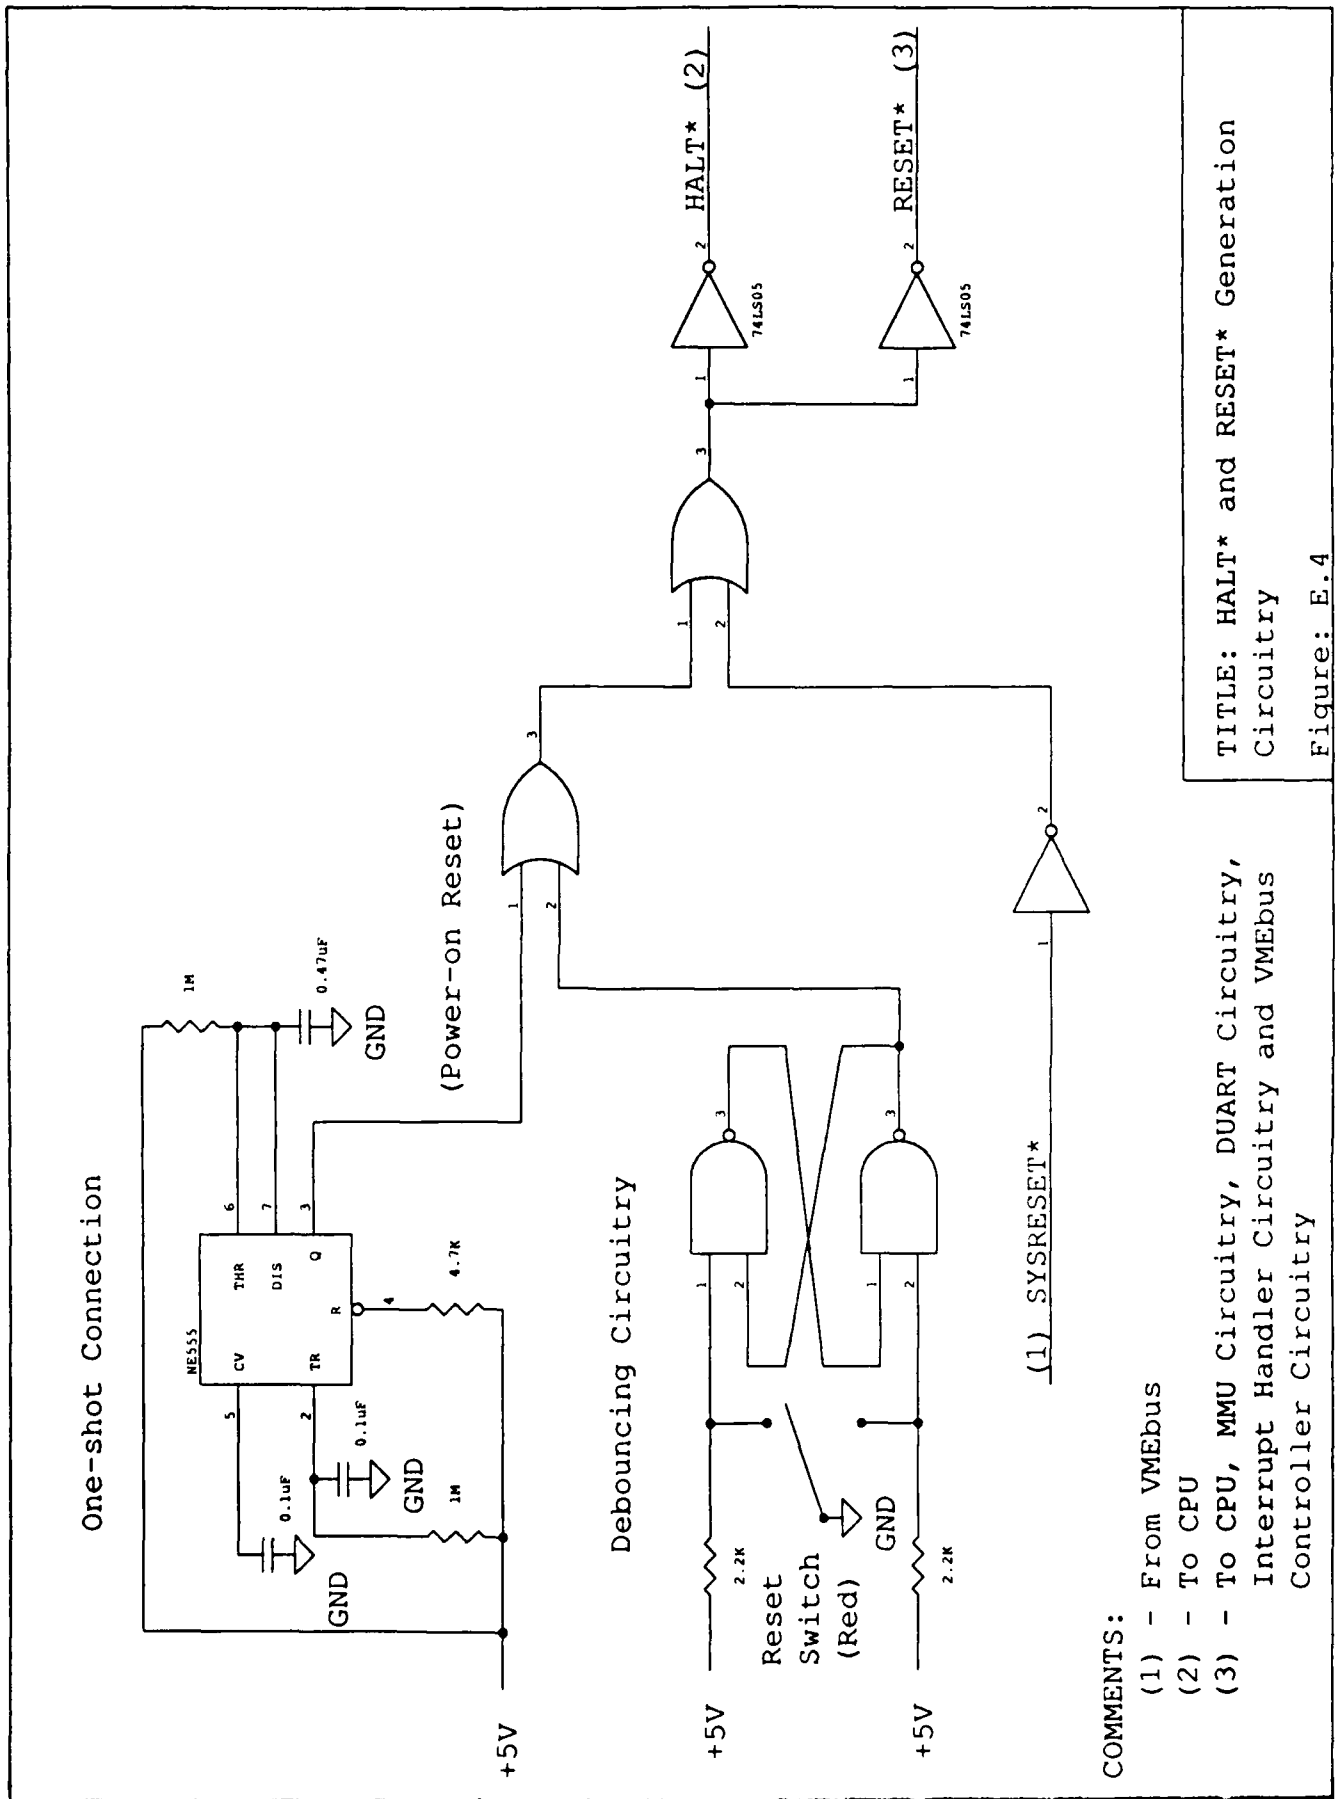 One-shot Connection
1M
0.47uF
GND
NE555
5
CV
THR
6
DIS
7
2
TR
Q
3
R
4
0.1uF
GND
0.1uF
GND
1M
4.7K
+5V
(Power-on Reset)
1
2
3
Debouncing Circuitry
+5V
2.2K
Reset
Switch
(Red)
GND
+5V
2.2K
1
2
3
1
2
3
(1) SYSRESET*
1
2
1
2
3
1
2
HALT* (2)
74LS05
1
2
RESET* (3)
74LS05
COMMENTS:
(1) - From VMEbus
(2) - To CPU
(3) - To CPU, MMU Circuitry, DUART Circuitry,
Interrupt Handler Circuitry and VMEbus
Controller Circuitry
TITLE: HALT* and RESET* Generation
Circuitry
Figure: E.4